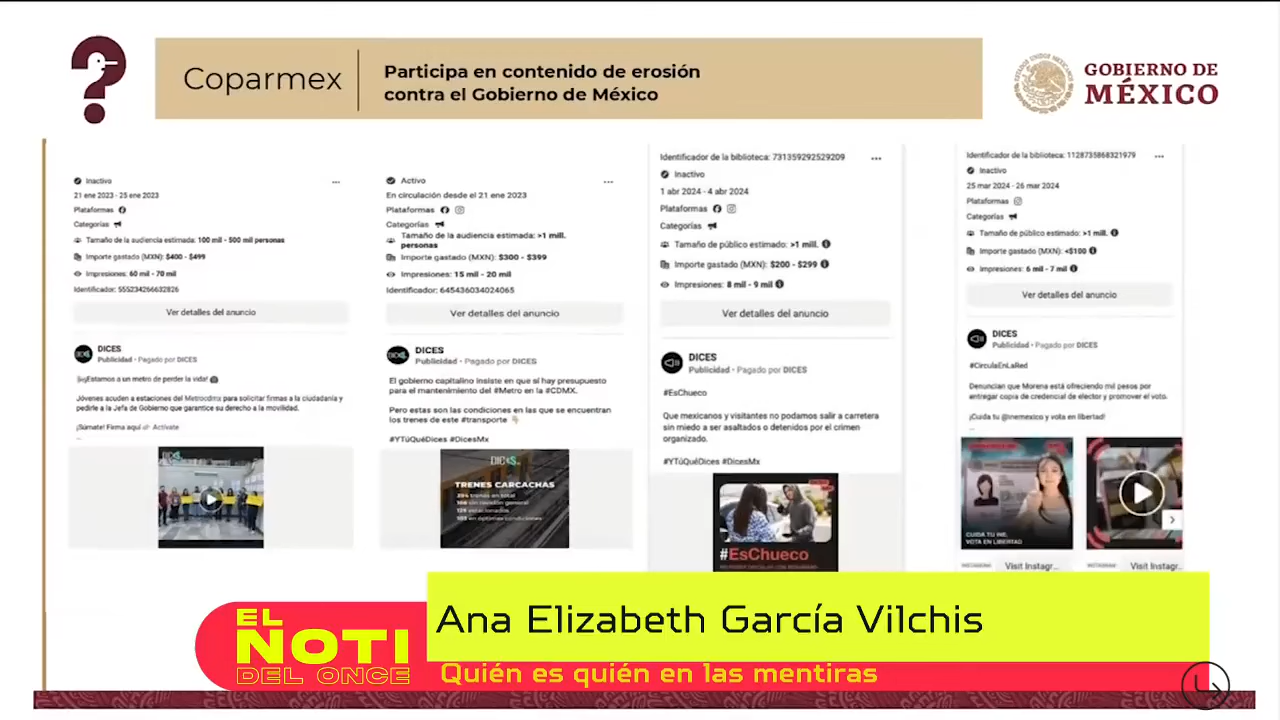 Coparmex
Participa en contenido de erosión
contra el Gobierno de México
GOBIERNO DE
MÉXICO
Inactivo
21 ene 2023 - 25 ene 2023
Plataformas
Categorías
Tamaño de la audiencia estimada: 100 mil - 500 mil personas
Importe gastado (MXN): $400 - $499
Impresiones: 60 mil - 70 mil
Identificador: 555234266632826
Ver detalles del anuncio
DICES
Publicidad • Pagado por DICES
¡Estamos a un metro de perder la vida!
Jóvenes acuden a estaciones del Metrocdmx para solicitar firmas a la ciudadanía y
pedirle a la Jefa de Gobierno que garantice su derecho a la movilidad.
¡Súmate! Firma aquí Actívate
...
Activo
En circulación desde el 21 ene 2023
Plataformas
Categorías
Tamaño de la audiencia estimada: >1 mill.
personas
Importe gastado (MXN): $300 - $399
Impresiones: 15 mil - 20 mil
Identificador: 645436034024065
Ver detalles del anuncio
DICES
Publicidad • Pagado por DICES
El gobierno capitalino insiste en que sí hay presupuesto
para el mantenimiento del #Metro en la #CDMX.
Pero estas son las condiciones en las que se encuentran
los trenes de este #transporte
#YTúQuéDices #DicesMx
TRENES CARCACHAS
Identificador de la biblioteca: 731359292529209
Inactivo
1 abr 2024 - 4 abr 2024
Plataformas
Categorías
Tamaño de público estimado: >1 mill.
Importe gastado (MXN): $200 - $299
Impresiones: 8 mil - 9 mil
Ver detalles del anuncio
DICES
Publicidad • Pagado por DICES
#EsChueco
Que mexicanos y visitantes no podamos salir a carretera
sin miedo a ser asaltados o detenidos por el crimen
organizado.
#YTúQuéDices #DicesMx
#EsChueco
Identificador de la biblioteca: 1128735868321979
Inactivo
25 mar 2024 - 26 mar 2024
Plataformas
Categorías
Tamaño de público estimado: >1 mill.
Importe gastado (MXN): <$100
Impresiones: 6 mil - 7 mil
Ver detalles del anuncio
DICES
Publicidad • Pagado por DICES
#CirculaEnLaRed
Denuncian que Morena está ofreciendo mil pesos por
entregar copia de credencial de elector y promover el voto.
¡Cuida tu @inemexico y vota en libertad!
...
CUIDA TU INE,
VOTA EN LIBERTAD
INSTAGRAM
Visit Instagr...
INSTAGRAM
Visit Instagr...
EL
NOTI
DEL ONCE
Ana Elizabeth García Vilchis
Quién es quién en las mentiras